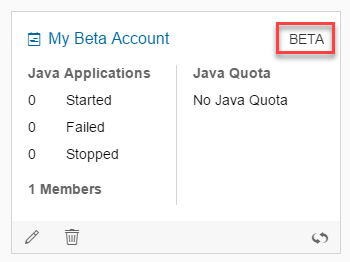 My Beta Account BETA
Java Applications Java Quota
0 Started No Java Quota
0 Failed
0 Stopped
1 Members